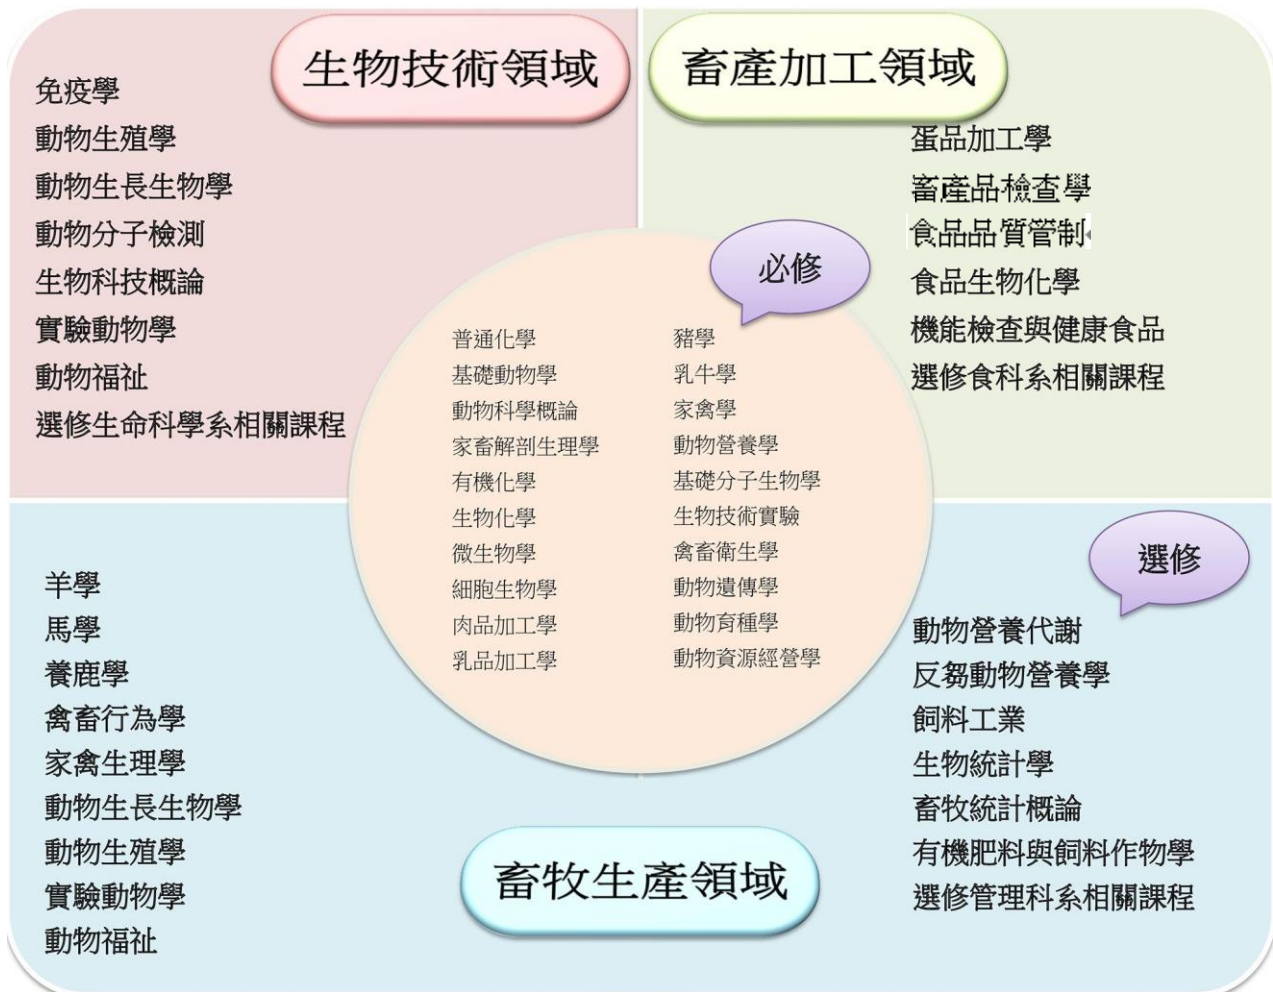 生物技術領域
免疫學
動物生殖學
動物生長生物學
動物分子檢測
生物科技概論
實驗動物學
動物福祉
選修生命科學系相關課程
畜產加工領域
蛋品加工學
畜產品檢查學
食品品質管制
食品生物化學
機能檢查與健康食品
選修食科系相關課程
必修
普通化學
基礎動物學
動物科學概論
家畜解剖生理學
有機化學
生物化學
微生物學
細胞生物學
肉品加工學
乳品加工學
豬學
乳牛學
家禽學
動物營養學
基礎分子生物學
生物技術實驗
禽畜衛生學
動物遺傳學
動物育種學
動物資源經營學
羊學
馬學
養鹿學
禽畜行為學
家禽生理學
動物生長生物學
動物生殖學
實驗動物學
動物福祉
畜牧生產領域
選修
動物營養代謝
反芻動物營養學
飼料工業
生物統計學
畜牧統計概論
有機肥料與飼料作物學
選修管理科系相關課程